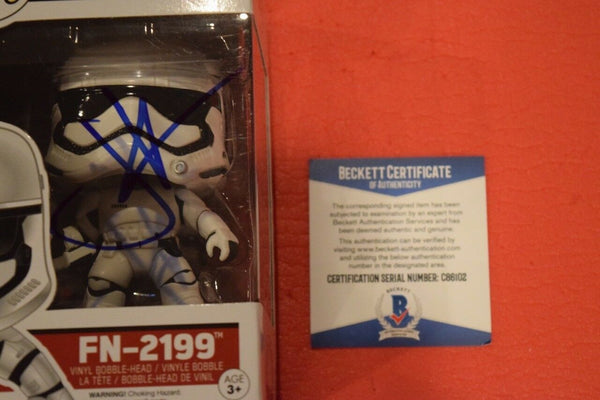 FN-2199™
VINYL BOBBLE-HEAD / VINYLE BOBBLE
LA TÊTE / BOBBLE-HEAD DE VINIL
WARNING! Choking Hazard.
AGE
3+
BECKETT CERTIFICATE
OF AUTHENTICITY
The corresponding signed item has been
subjected to examination by an expert from
Beckett Authentication Services and has
been deemed authentic and genuine.
This authentication can be verified by
visiting www.beckett-authentication.com
and utilizing the below authentication
number in the designated area.
CERTIFICATION SERIAL NUMBER: C86102
BECKETT
B